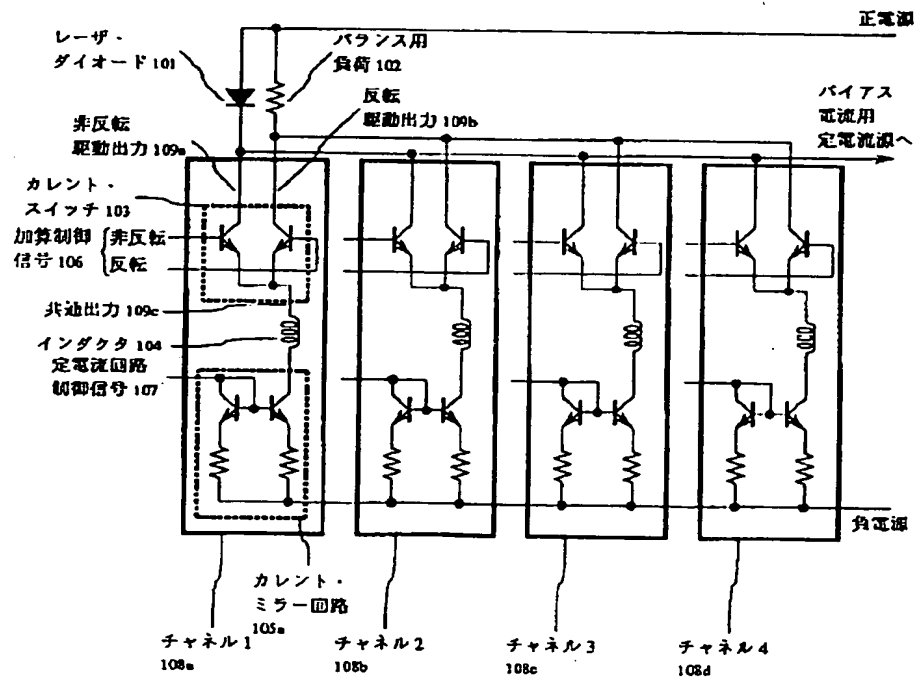 正電源
レーザ・
ダイオード 101
バランス用
負荷 102
反転
駆動出力 109b
バイアス
電流用
定電流源へ
非反転
駆動出力 109a
カレント・
スイッチ 103
加算制御
信号 106
非反転
反転
共通出力 109c
インダクタ 104
定電流回路
制御信号 107
負電源
カレント・
ミラー回路
105a
チャネル 1
108a
チャネル 2
108b
チャネル 3
108c
チャネル 4
108d